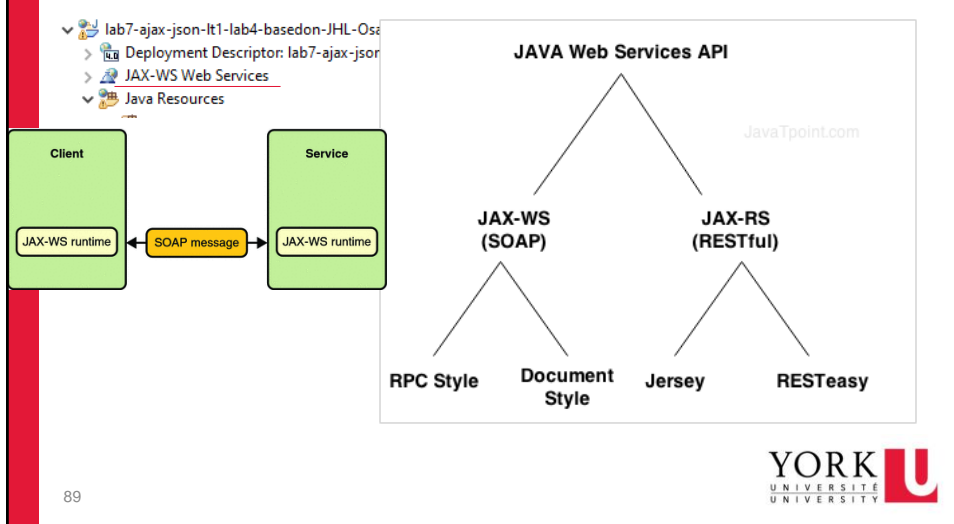 lab7-ajax-json-lt1-lab4-basedon-JHL-Osa
Deployment Descriptor: lab7-ajax-json
JAX-WS Web Services
Java Resources
Client
Service
JAX-WS runtime
SOAP message
JAX-WS runtime
JAVA Web Services API
JavaTpoint.com
JAX-WS
(SOAP)
JAX-RS
(RESTful)
RPC Style
Document
Style
Jersey
RESTeasy
89
YORK
UNIVERSITÉ
UNIVERSITY
U